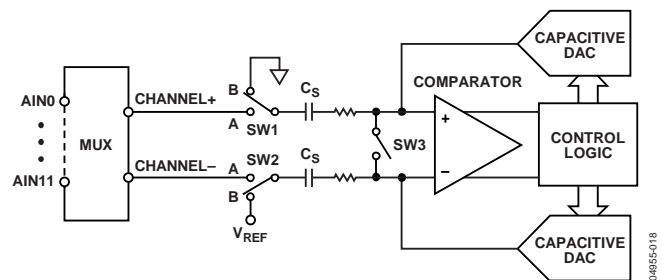 CAPACITIVE
DAC
COMPARATOR
B
CS
AIN0
CHANNEL+
A
SW1
+
MUX
SW3
CONTROL
LOGIC
CHANNEL–
A
SW2
CS
–
AIN11
B
VREF
CAPACITIVE
DAC
04955-018